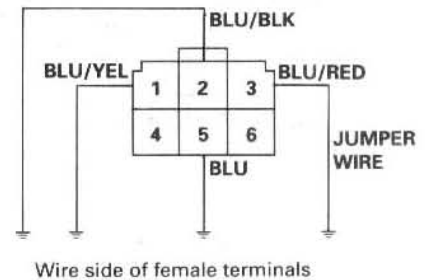 BLU/BLK
BLU/YEL
BLU/RED
1 2 3
4 5 6
JUMPER
WIRE
BLU
Wire side of female terminals